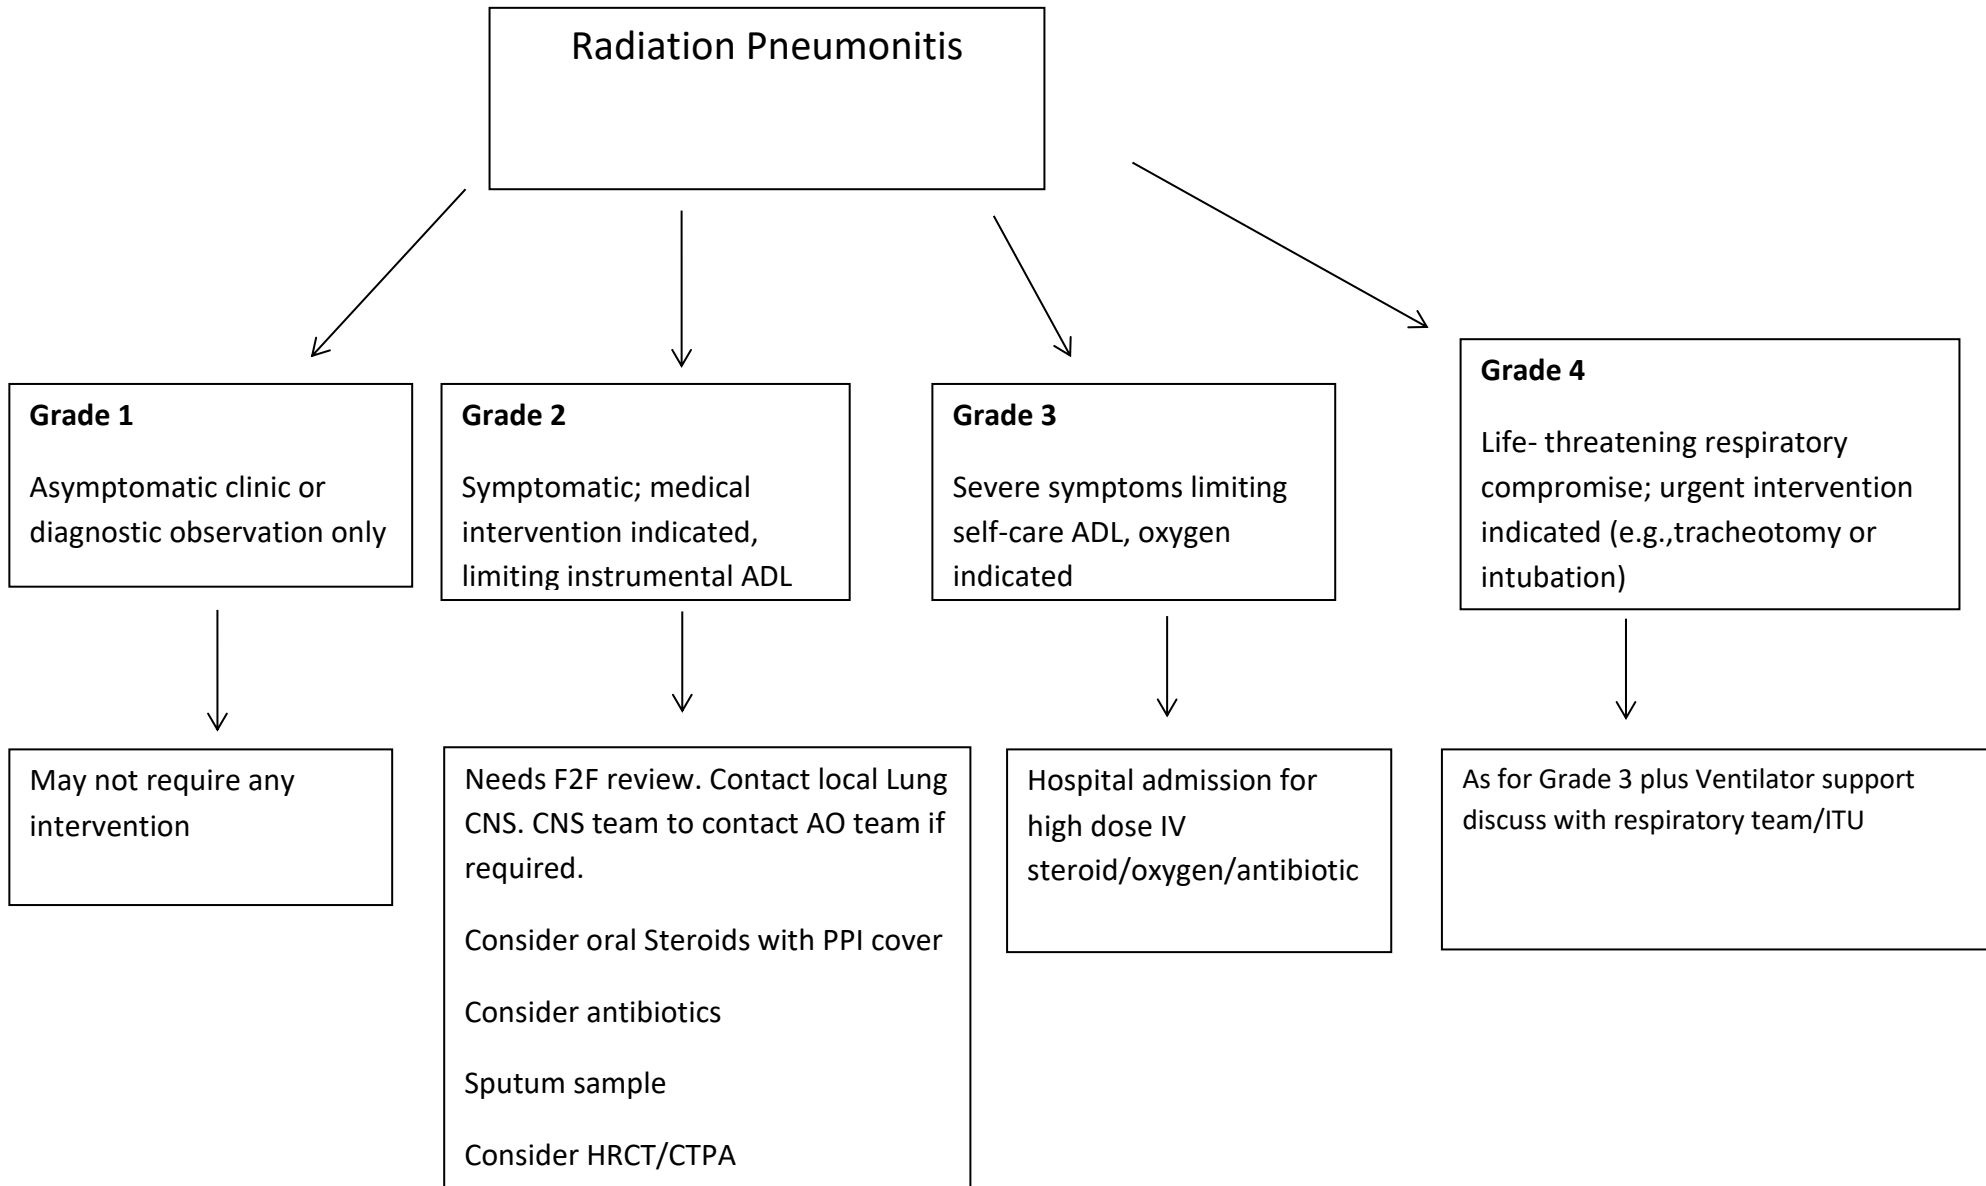 Radiation Pneumonitis
Grade 1
Asymptomatic clinic or
diagnostic observation only
Grade 2
Symptomatic; medical
intervention indicated,
limiting instrumental ADL
Grade 3
Severe symptoms limiting
self-care ADL, oxygen
indicated
Grade 4
Life- threatening respiratory
compromise; urgent intervention
indicated (e.g.,tracheotomy or
intubation)
May not require any
intervention
Needs F2F review. Contact local Lung
CNS. CNS team to contact AO team if
required.
Consider oral Steroids with PPI cover
Consider antibiotics
Sputum sample
Consider HRCT/CTPA
Hospital admission for
high dose IV
steroid/oxygen/antibiotic
As for Grade 3 plus Ventilator support
discuss with respiratory team/ITU